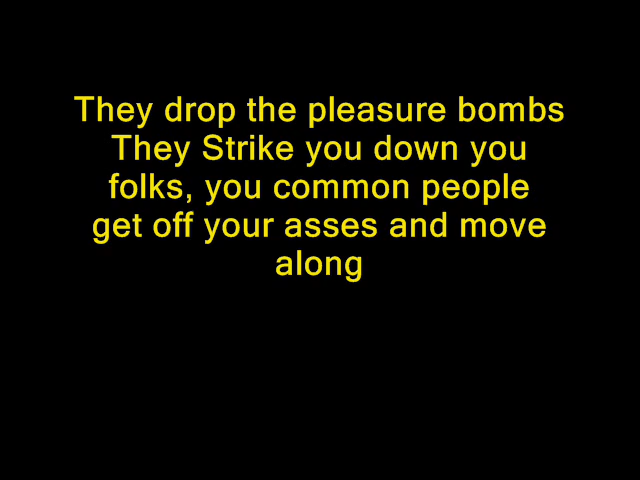 They drop the pleasure bombs
They Strike you down you
folks, you common people
get off your asses and move
along